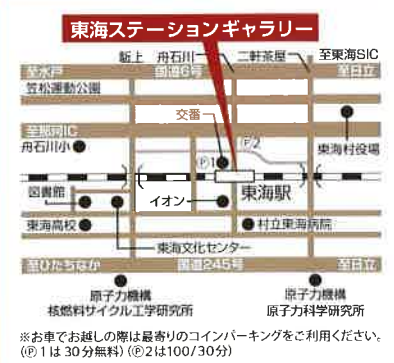 東海ステーションギャラリー
駈上 舟石川 二軒茶屋 至東海SIC
至水戸 国道6号 至日立
笠松運動公園
交番
至那珂IC
舟石川小 Ⓟ1 Ⓟ2 東海村役場
東海駅
図書館 イオン
東海高校 村立東海病院
東海文化センター
至ひたちなか 国道245号 至日立
原子力機構
核燃料サイクル工学研究所
原子力機構
原子力科学研究所
※お車でお越しの際は最寄りのコインパーキングをご利用ください。
(Ⓟ1は30分無料)(Ⓟ2は100/30分)